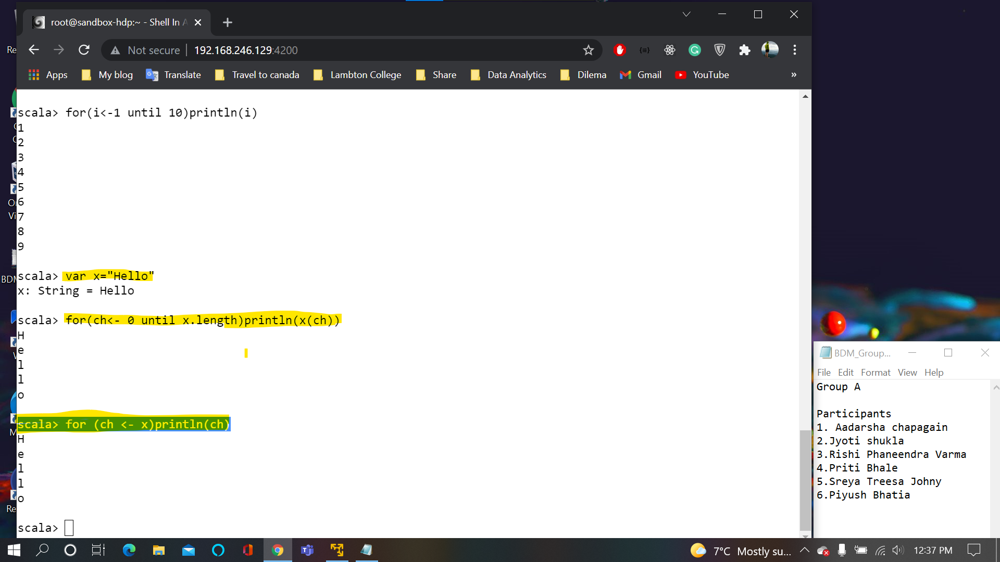 root@sandbox-hdp:~ - Shell In A
Not secure 192.168.246.129:4200
Apps My blog Translate Travel to canada Lambton College Share Data Analytics Dilema Gmail YouTube »
scala> for(i<-1 until 10)println(i)
1
2
3
4
5
6
7
8
9
scala> var x="Hello"
x: String = Hello
scala> for(ch<- 0 until x.length)println(x(ch))
H
e
l
l
o
scala> for (ch <- x)println(ch)
H
e
l
l
o
scala>
BDM_Group...
File Edit Format View Help
Group A
Participants
1. Aadarsha chapagain
2.Jyoti shukla
3.Rishi Phaneendra Varma
4.Priti Bhale
5.Sreya Treesa Johny
6.Piyush Bhatia
7°C Mostly su... 12:37 PM